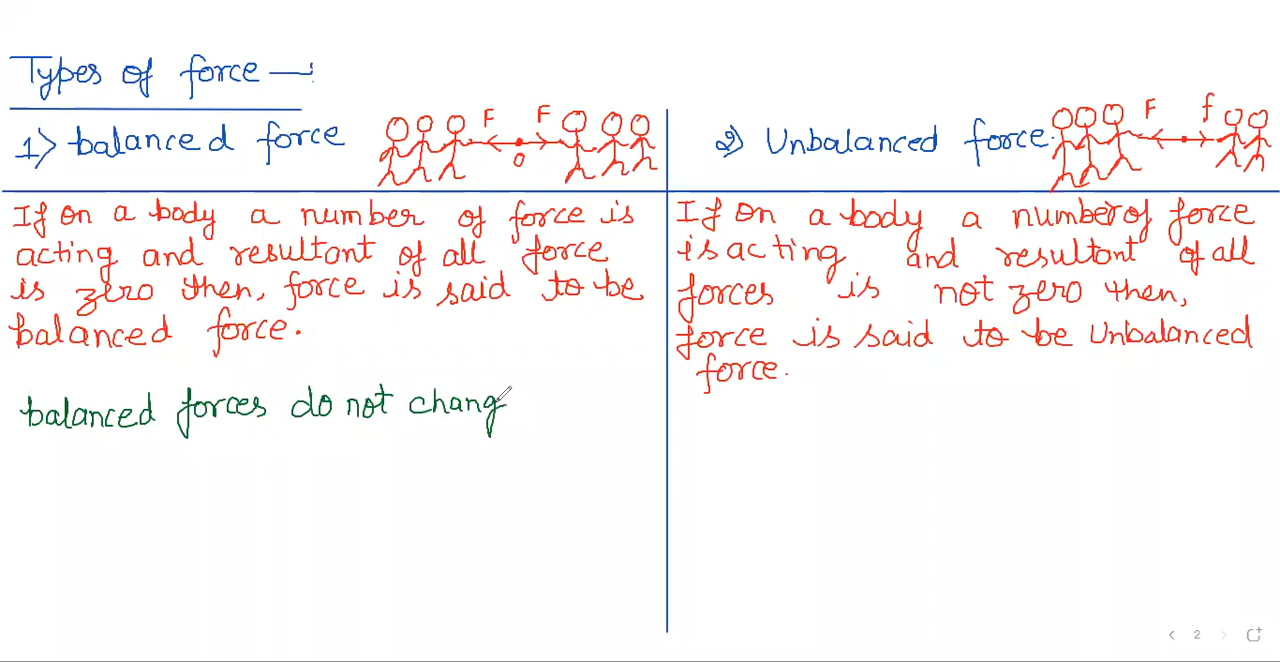 Types of force —:
1) balanced force
F F
O
If on a body a number of force is
acting and resultant of all force
is zero then, force is said to be
balanced force.
balanced forces do not chang
2) Unbalanced force.
F f
If on a body a number of force
is acting and resultant of all
forces is not zero then,
force is said to be Unbalanced
force.
2